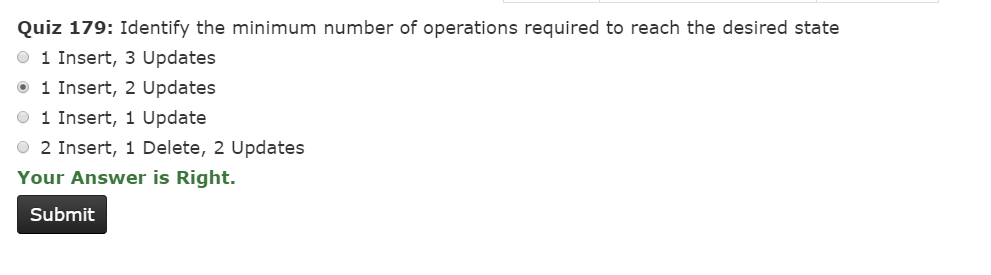 Quiz 179: Identify the minimum number of operations required to reach the desired state
1 Insert, 3 Updates
1 Insert, 2 Updates
1 Insert, 1 Update
2 Insert, 1 Delete, 2 Updates
Your Answer is Right.
Submit